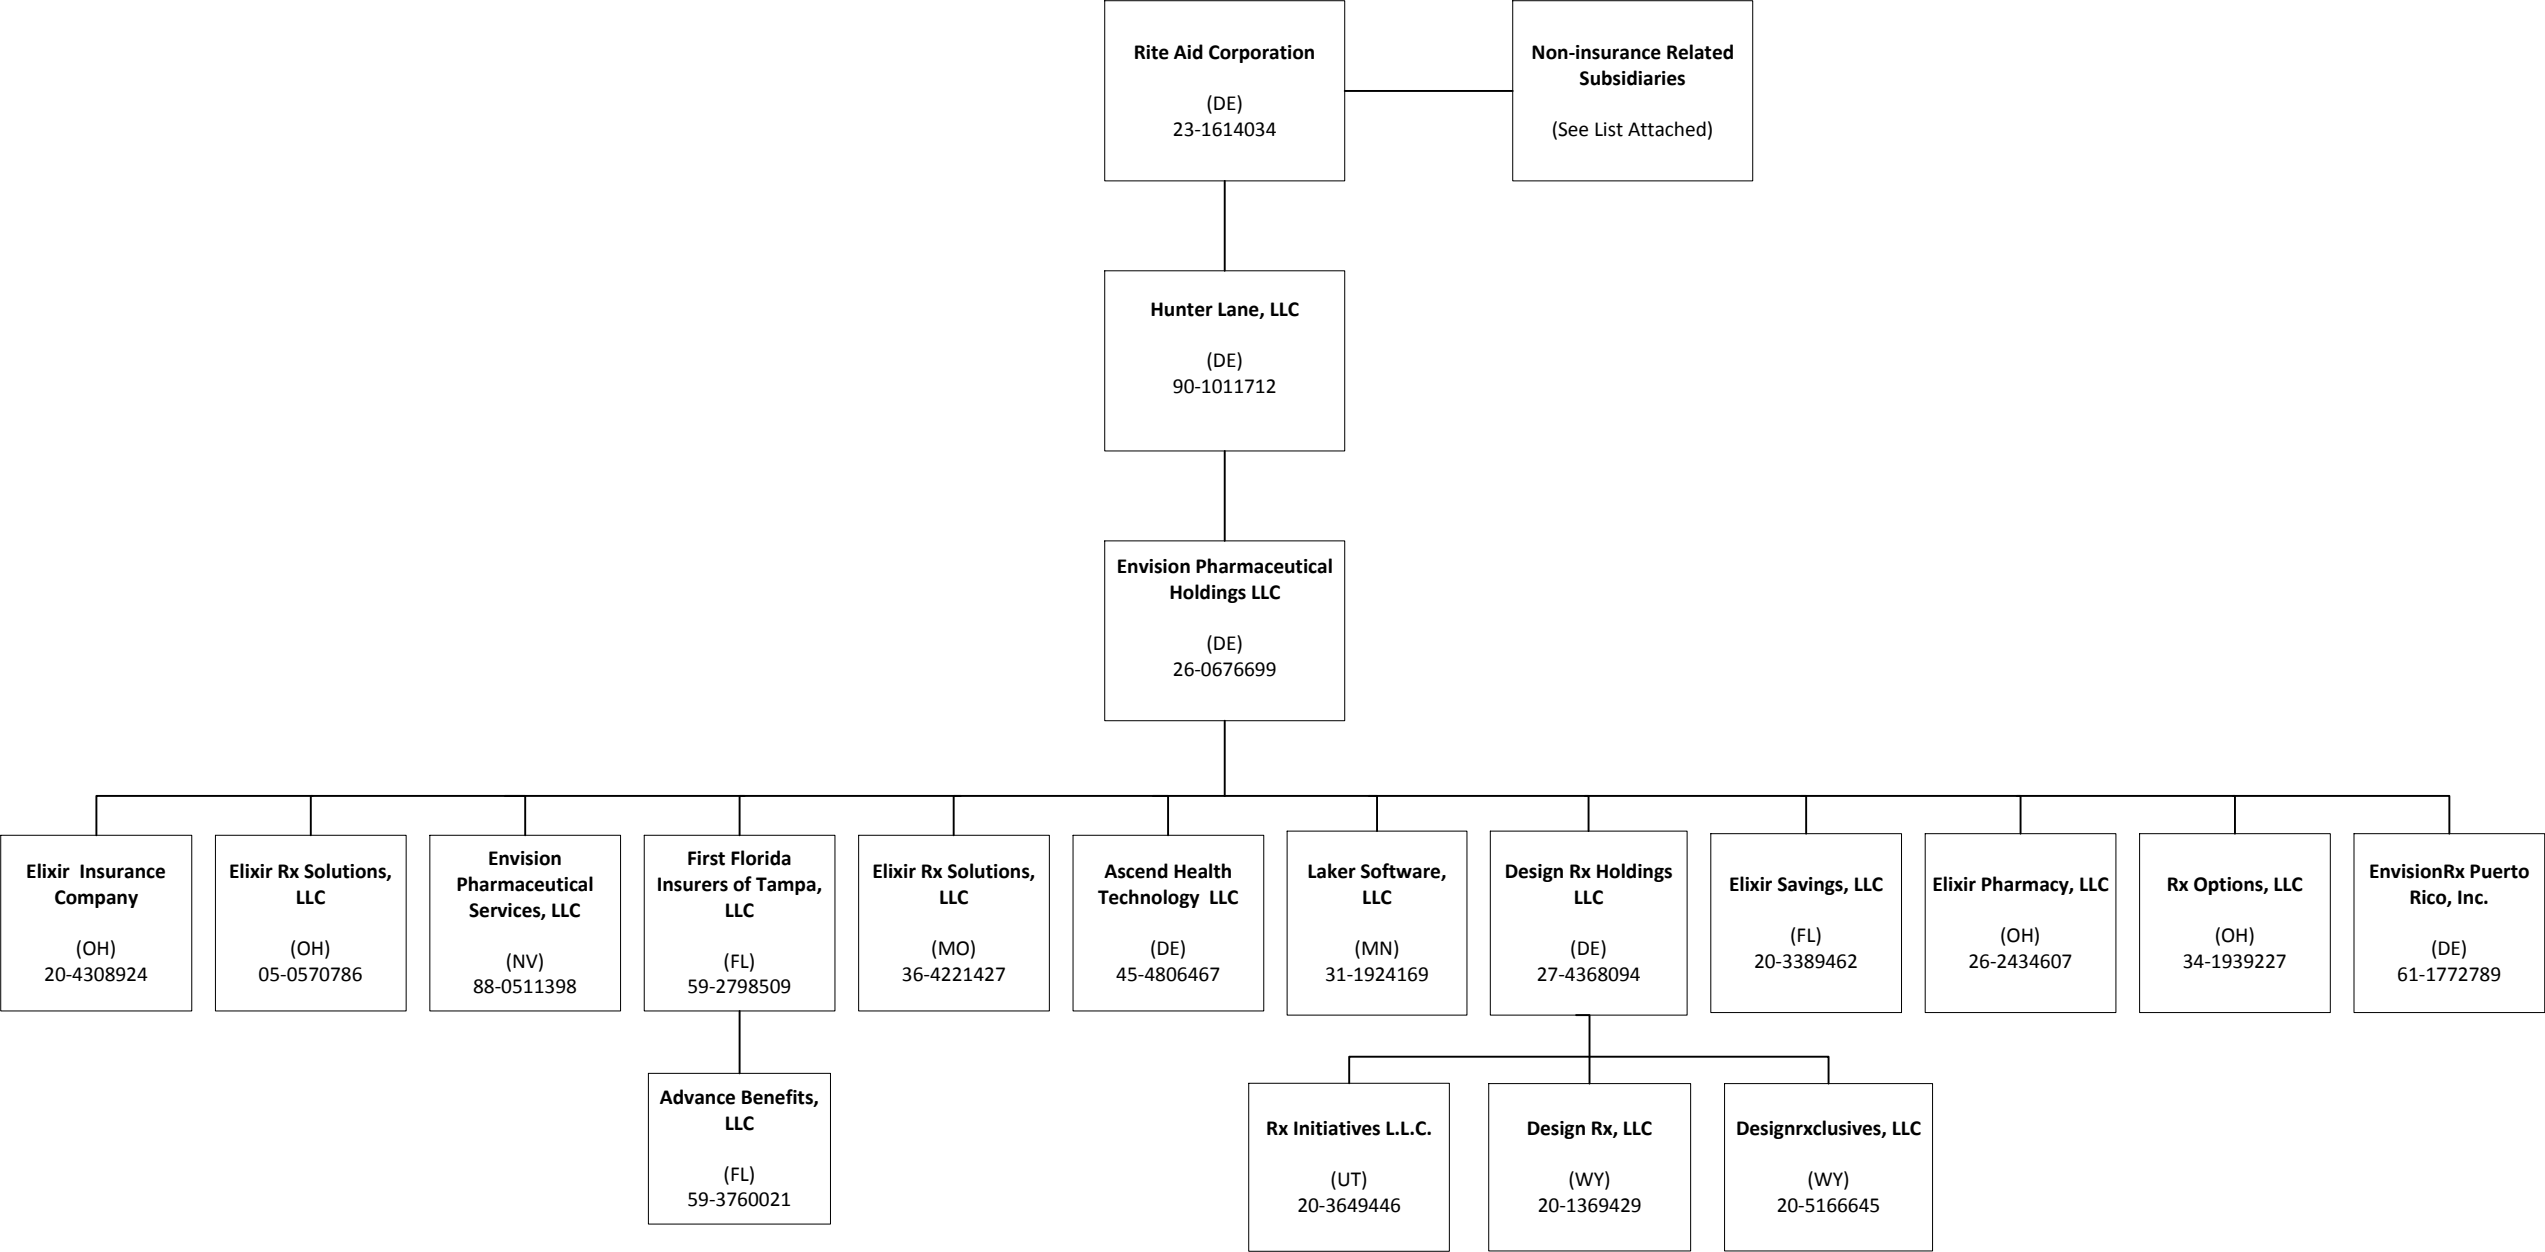 Rite Aid Corporation
(DE)
23-1614034
Non-insurance Related
Subsidiaries
(See List Attached)
Hunter Lane, LLC
(DE)
90-1011712
Envision Pharmaceutical
Holdings LLC
(DE)
26-0676699
Elixir Insurance
Company
(OH)
20-4308924
Elixir Rx Solutions,
LLC
(OH)
05-0570786
Envision
Pharmaceutical
Services, LLC
(NV)
88-0511398
First Florida
Insurers of Tampa,
LLC
(FL)
59-2798509
Elixir Rx Solutions,
LLC
(MO)
36-4221427
Ascend Health
Technology LLC
(DE)
45-4806467
Laker Software,
LLC
(MN)
31-1924169
Design Rx Holdings
LLC
(DE)
27-4368094
Elixir Savings, LLC
(FL)
20-3389462
Elixir Pharmacy, LLC
(OH)
26-2434607
Rx Options, LLC
(OH)
34-1939227
EnvisionRx Puerto
Rico, Inc.
(DE)
61-1772789
Advance Benefits,
LLC
(FL)
59-3760021
Rx Initiatives L.L.C.
(UT)
20-3649446
Design Rx, LLC
(WY)
20-1369429
Designrxclusives, LLC
(WY)
20-5166645